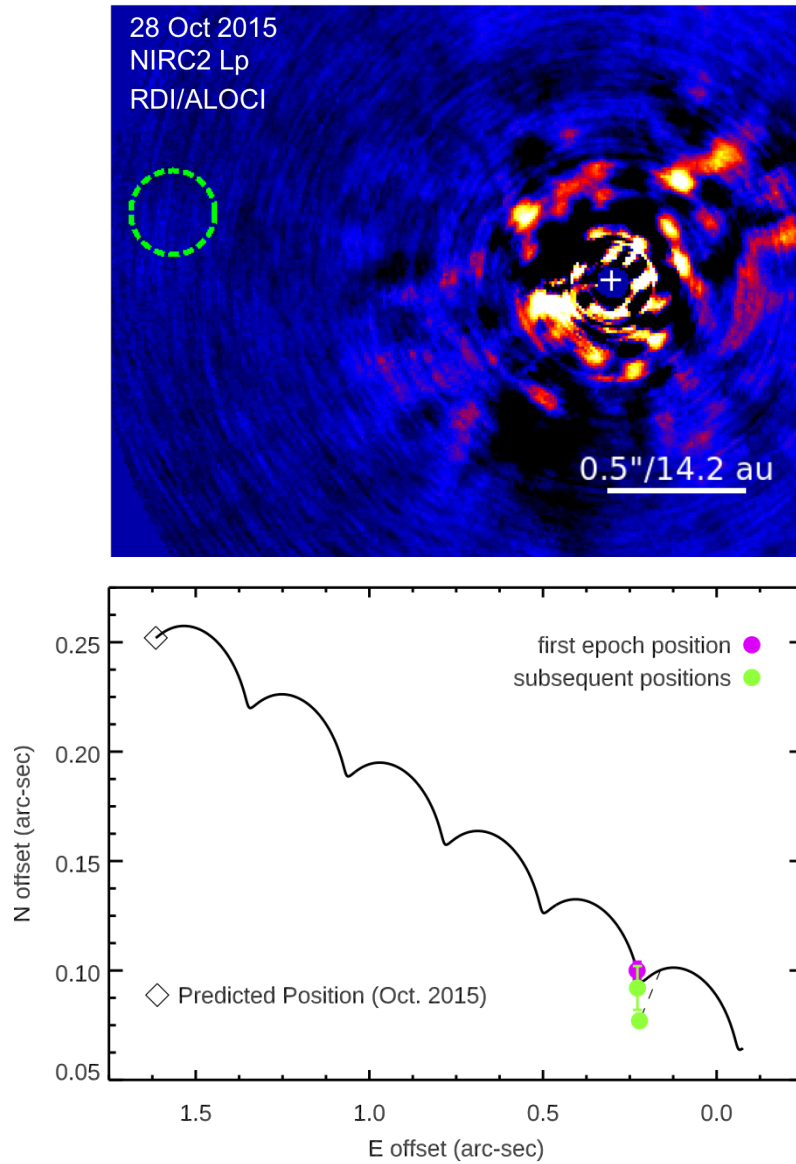 28 Oct 2015
NIRC2 Lp
RDI/ALOCI
0.5"/14.2 au
first epoch position
subsequent positions
0.25
0.20
0.15
0.10
0.05
N offset (arc-sec)
Predicted Position (Oct. 2015)
1.5 1.0 0.5 0.0
E offset (arc-sec)